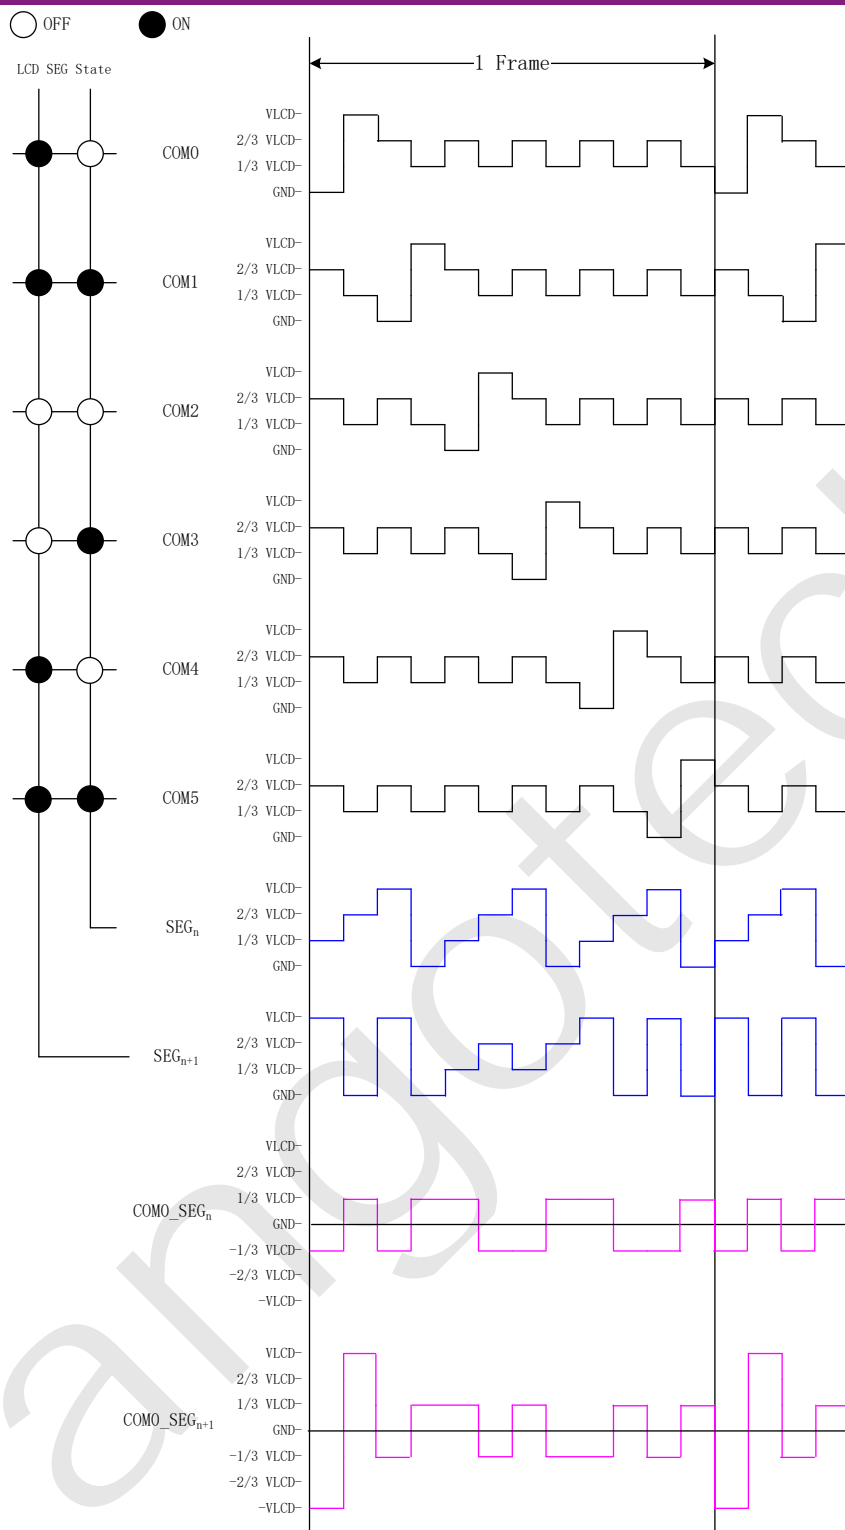 OFF ON
1 Frame
LCD SEG State
VLCD
2/3 VLCD
COM0
1/3 VLCD
GND
VLCD
2/3 VLCD
COM1
1/3 VLCD
GND
VLCD
2/3 VLCD
COM2
1/3 VLCD
GND
VLCD
2/3 VLCD
COM3
1/3 VLCD
GND
VLCD
2/3 VLCD
COM4
1/3 VLCD
GND
VLCD
2/3 VLCD
COM5
1/3 VLCD
GND
VLCD
2/3 VLCD
SEGn
1/3 VLCD
GND
VLCD
2/3 VLCD
SEGn+1
1/3 VLCD
GND
VLCD
2/3 VLCD
1/3 VLCD
COM0_SEGn
GND
-1/3 VLCD
-2/3 VLCD
-VLCD
VLCD
2/3 VLCD
1/3 VLCD
COM0_SEGn+1
GND
-1/3 VLCD
-2/3 VLCD
-VLCD
angotec